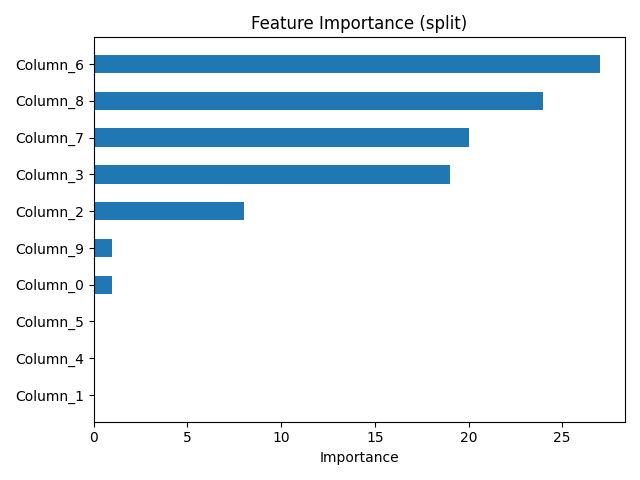 Feature Importance (split)
Column_6
Column_8
Column_7
Column_3
Column_2
Column_9
Column_0
Column_5
Column_4
Column_1
0 5 10 15 20 25
Importance